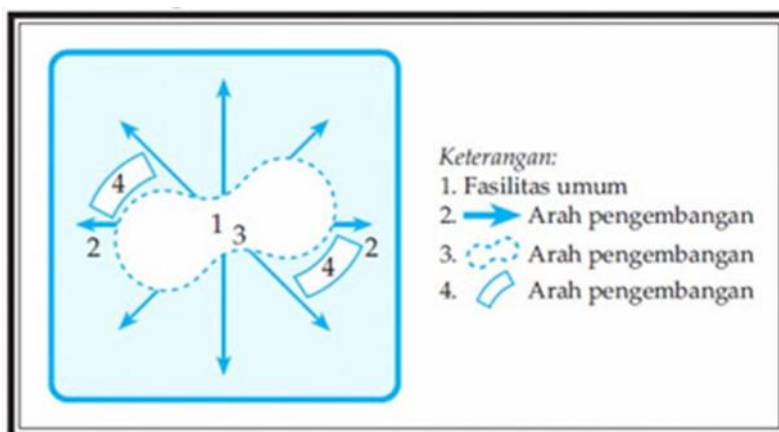 4
2
1
3
2
4
Keterangan:
1. Fasilitas umum
2. Arah pengembangan
3. Arah pengembangan
4. Arah pengembangan